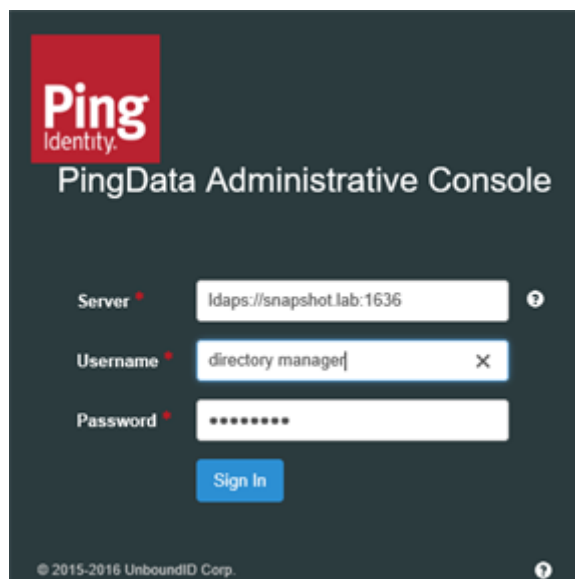 Ping
Identity.
PingData Administrative Console
Server *
ldaps://snapshot.lab:1636
Username *
directory manager
Password *
••••••••
Sign In
© 2015-2016 UnboundID Corp.